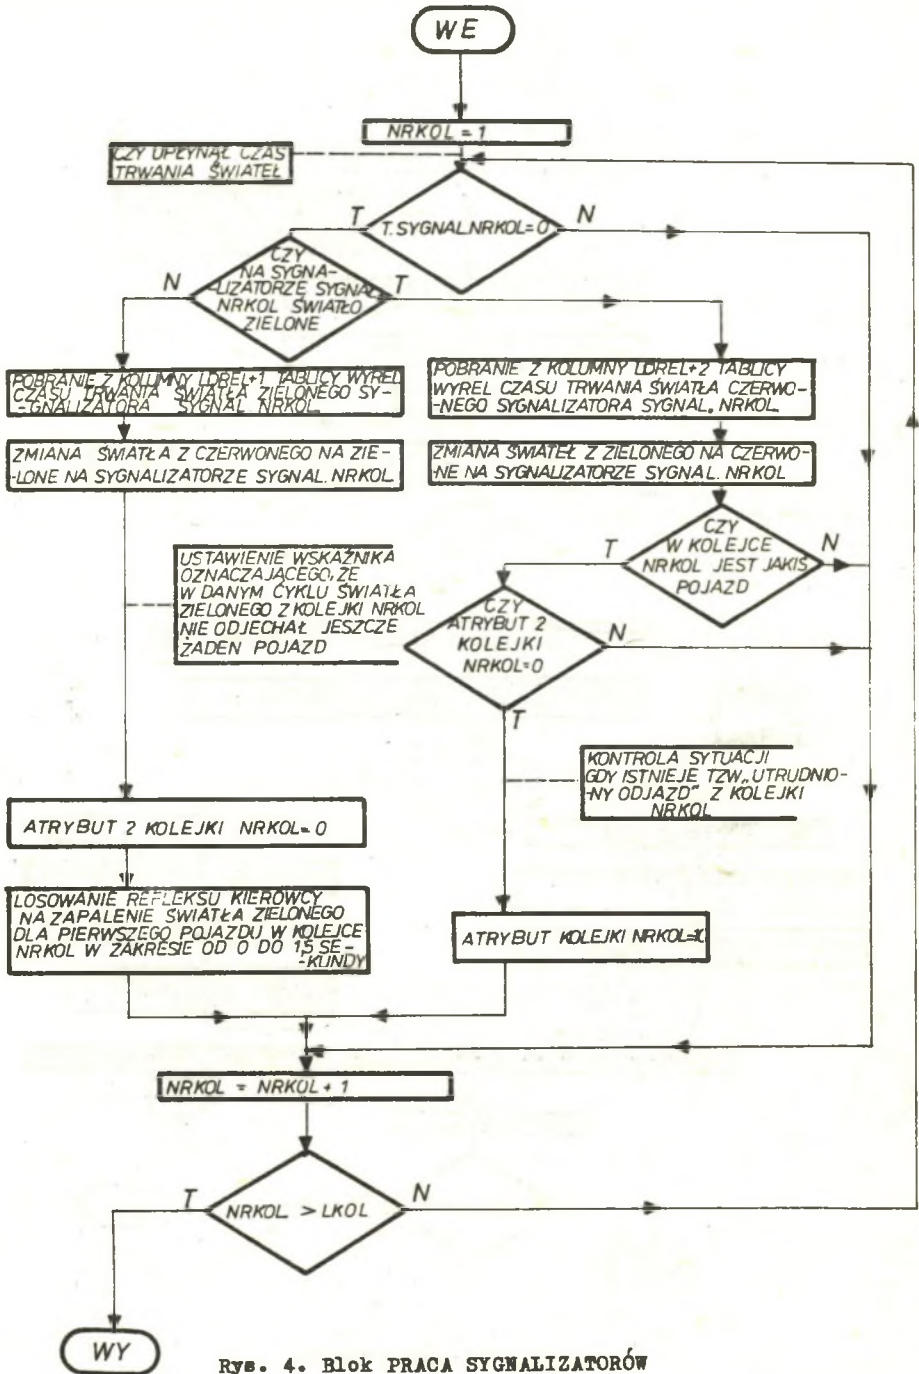 WE
NRKOL = 1
CZY UPŁYNĄŁ CZAS
TRWANIA ŚWIATEŁ
T
T.SYGNAL.NRKOL=0
N
CZY
NA SYGNA-
-LIZATORZE SYGNAL
NRKOL ŚWIATŁO
ZIELONE
N
T
POBRANIE Z KOLUMNY LDREL+1 TABLICY WYREL
CZASU TRWANIA ŚWIATŁA ZIELONEGO SY-
-GNALIZATORA SYGNAL NRKOL
POBRANIE Z KOLUMNY LDREL+2 TABLICY
WYREL CZASU TRWANIA ŚWIATŁA CZERWO-
-NEGO SYGNALIZATORA SYGNAL. NRKOL
ZMIANA ŚWIATŁA Z CZERWONEGO NA ZIE-
-LONE NA SYGNALIZATORZE SYGNAL. NRKOL
ZMIANA ŚWIATEŁ Z ZIELONEGO NA CZERWO-
-NE NA SYGNALIZATORZE SYGNAL. NRKOL
CZY
W KOLEJCE
NRKOL JEST JAKIŚ
POJAZD
T
N
USTAWIENIE WSKAŹNIKA
OZNACZAJĄCEGO, ŻE
W DANYM CYKLU ŚWIATŁA
ZIELONEGO Z KOLEJKI NRKOL
NIE ODJECHAŁ JESZCZE
ŻADEN POJAZD
CZY
ATRYBUT 2
KOLEJKI
NRKOL=0
N
T
KONTROLA SYTUACJI
GDY ISTNIEJE TZW. „UTRUDNIO-
-NY ODJAZD" Z KOLEJKI
NRKOL
ATRYBUT 2 KOLEJKI NRKOL=0
LOSOWANIE REFLEKSU KIEROWCY
NA ZAPALENIE ŚWIATŁA ZIELONEGO
DLA PIERWSZEGO POJAZDU W KOLEJCE
NRKOL W ZAKRESIE OD 0 DO 1,5 SE-
-KUNDY
ATRYBUT KOLEJKI
NRKOL = NRKOL + 1
T
NRKOL > LKOL
N
WY
Rys. 4. Blok PRACA SYGNALIZATORÓW